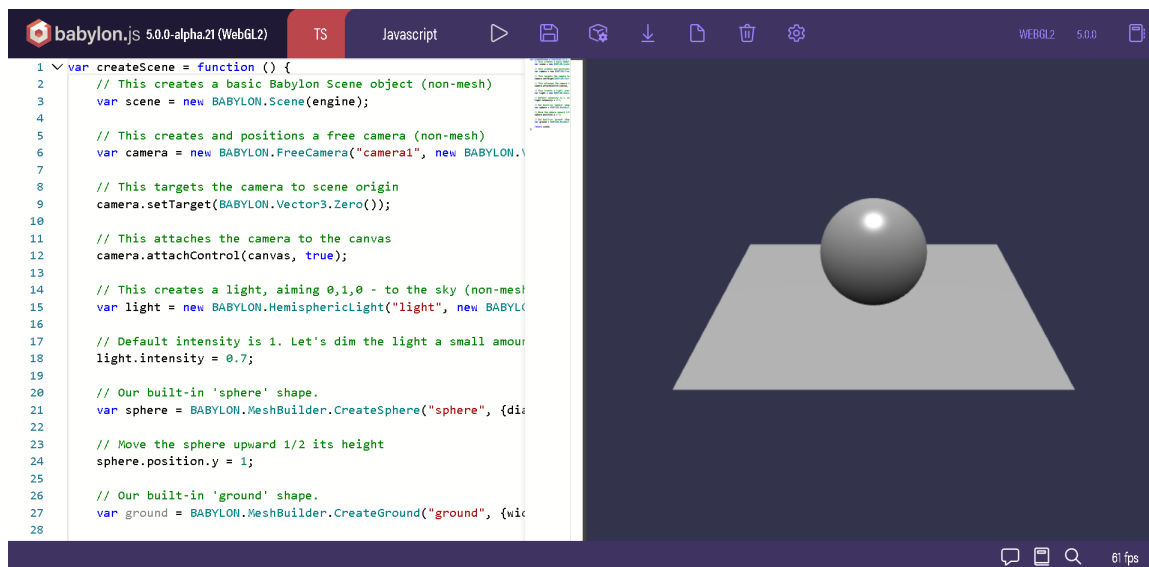 babylon.js 5.0.0-alpha.21 (WebGL2) TS Javascript WEBGL2 5.0.0
1 var createScene = function () {
2 // This creates a basic Babylon Scene object (non-mesh)
3 var scene = new BABYLON.Scene(engine);
4
5 // This creates and positions a free camera (non-mesh)
6 var camera = new BABYLON.FreeCamera("camera1", new BABYLON.V
7
8 // This targets the camera to scene origin
9 camera.setTarget(BABYLON.Vector3.Zero());
10
11 // This attaches the camera to the canvas
12 camera.attachControl(canvas, true);
13
14 // This creates a light, aiming 0,1,0 - to the sky (non-mesh
15 var light = new BABYLON.HemisphericLight("light", new BABYLO
16
17 // Default intensity is 1. Let's dim the light a small amoun
18 light.intensity = 0.7;
19
20 // Our built-in 'sphere' shape.
21 var sphere = BABYLON.MeshBuilder.CreateSphere("sphere", {dia
22
23 // Move the sphere upward 1/2 its height
24 sphere.position.y = 1;
25
26 // Our built-in 'ground' shape.
27 var ground = BABYLON.MeshBuilder.CreateGround("ground", {wid
28
61 fps